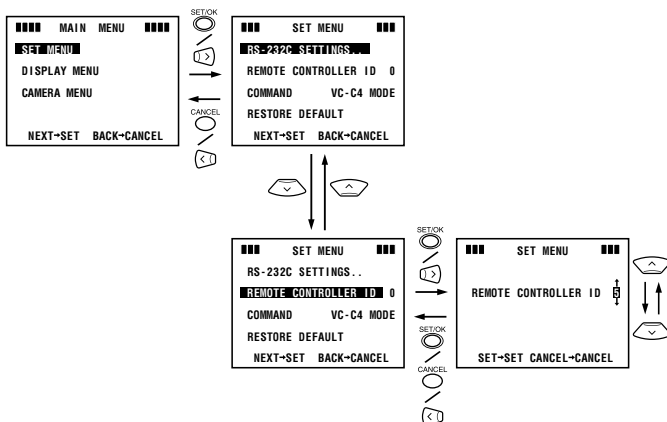 MAIN MENU
SET MENU
DISPLAY MENU
CAMERA MENU
NEXT→SET BACK→CANCEL
SET/OK
CANCEL
SET MENU
RS-232C SETTINGS..
REMOTE CONTROLLER ID 0
COMMAND VC-C4 MODE
RESTORE DEFAULT
NEXT→SET BACK→CANCEL
SET MENU
RS-232C SETTINGS..
REMOTE CONTROLLER ID 0
COMMAND VC-C4 MODE
RESTORE DEFAULT
NEXT→SET BACK→CANCEL
SET/OK
SET/OK
CANCEL
SET MENU
REMOTE CONTROLLER ID
SET→SET CANCEL→CANCEL